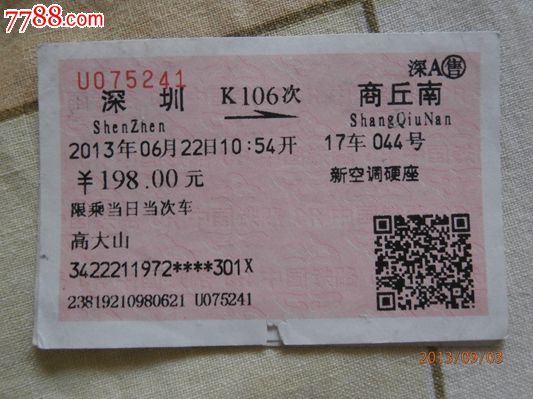 7788.com
U075241
深A售
深 圳 K106次 商丘南
ShenZhen ShangQiuNan
2013年06月22日10:54开 17车 044号
¥198.00元 新空调硬座
限乘当日当次车
高大山
3422211972****301X
23819210980621 U075241
2013/09/03